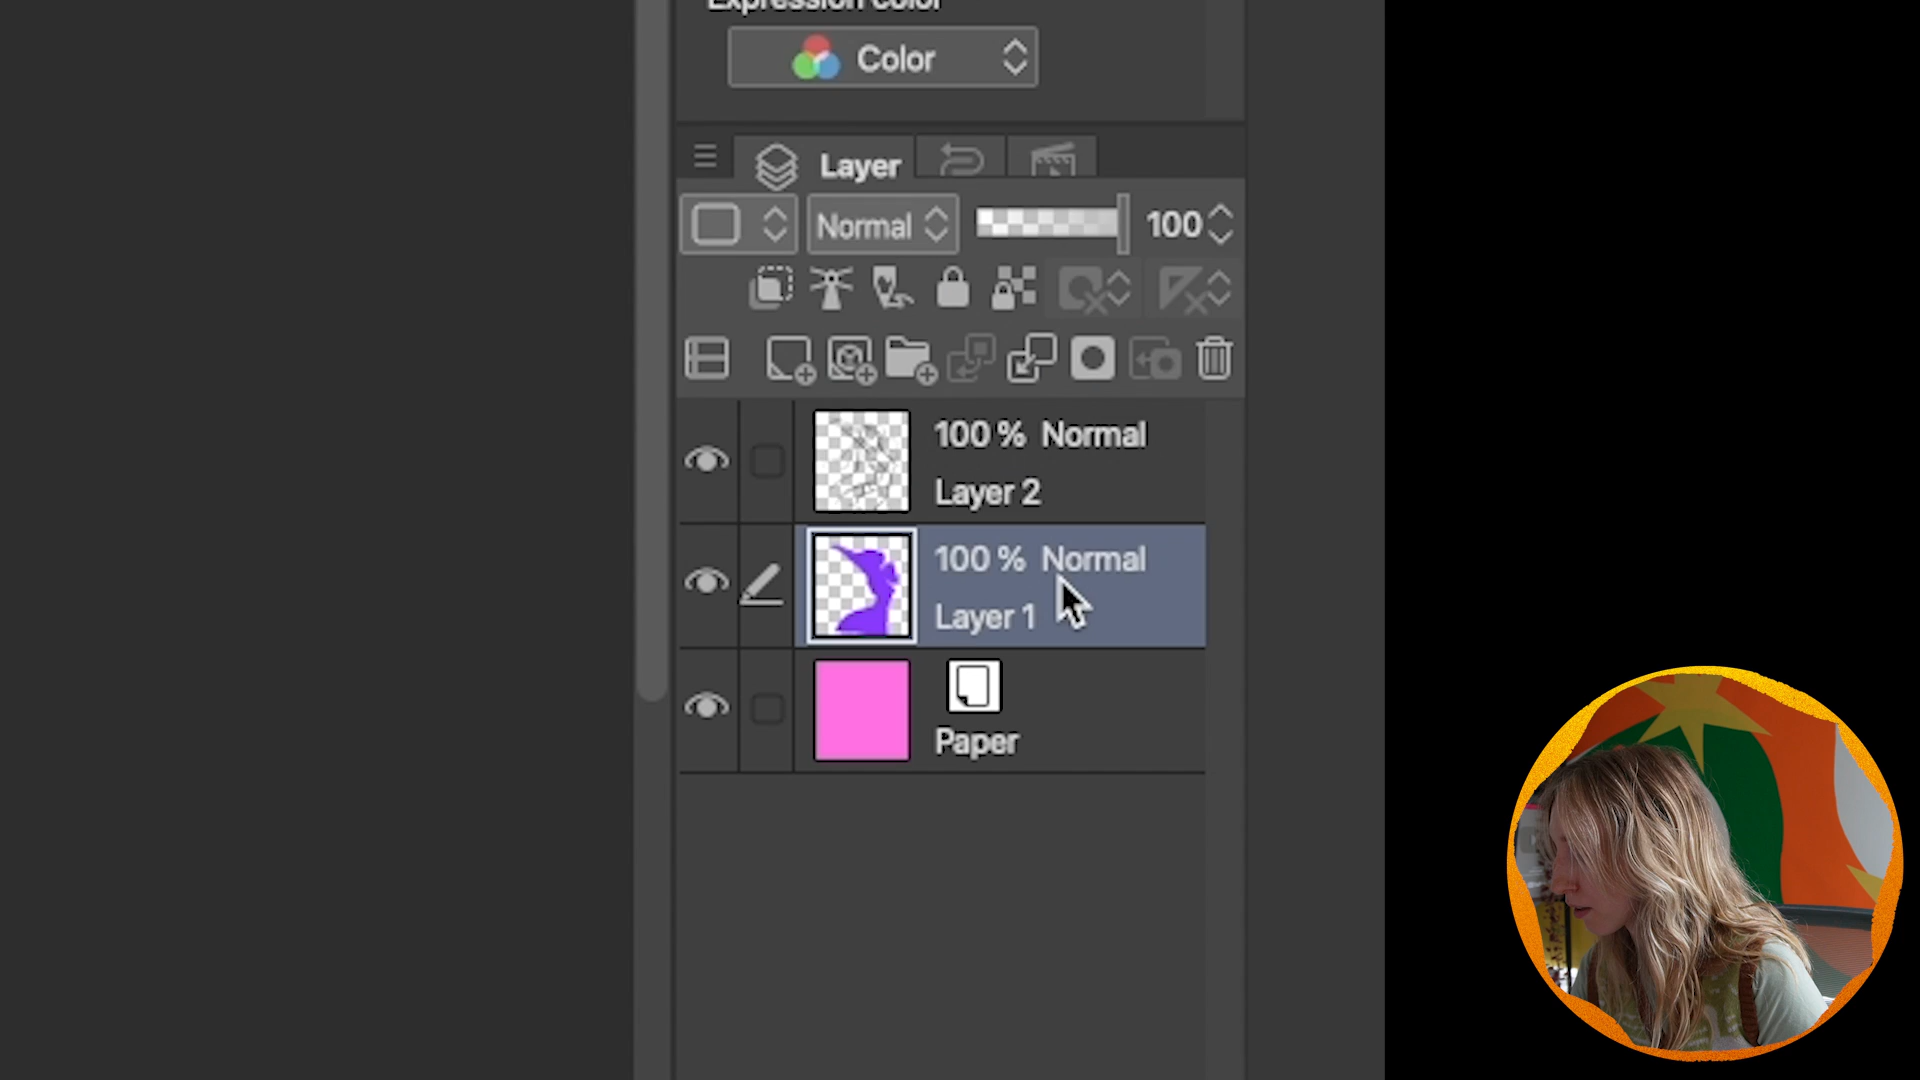 Expression color
Color
Layer
Normal 100
100 % Normal
Layer 2
100 % Normal
Layer 1
Paper